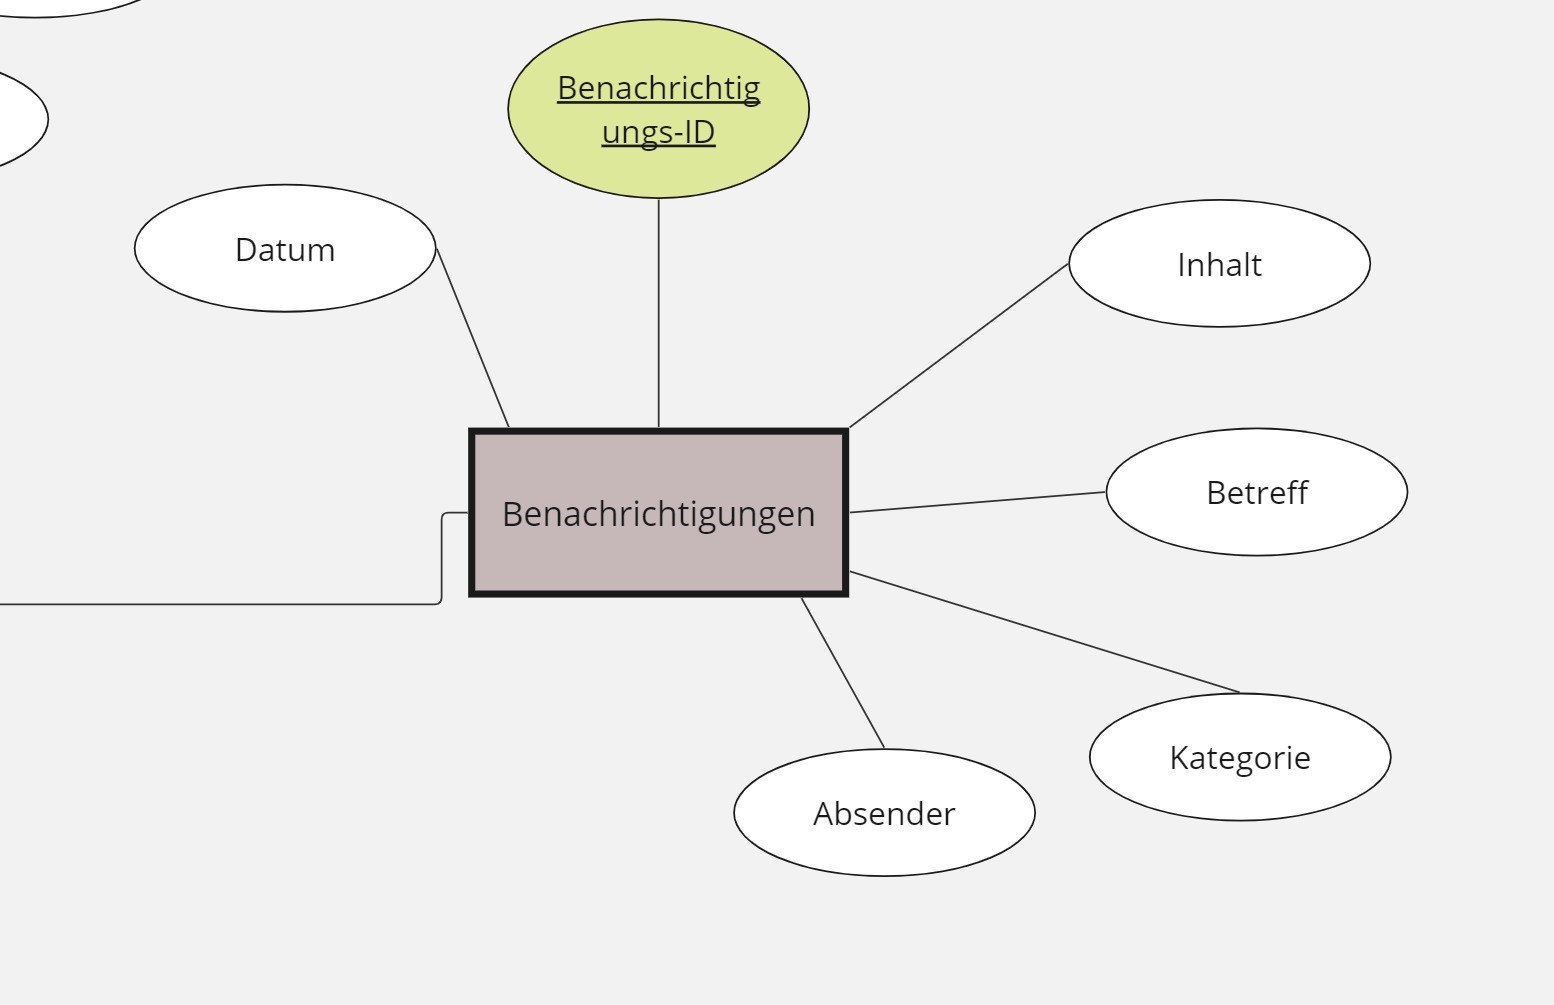 Benachrichtig
ungs-ID
Datum
Inhalt
Benachrichtigungen
Betreff
Kategorie
Absender